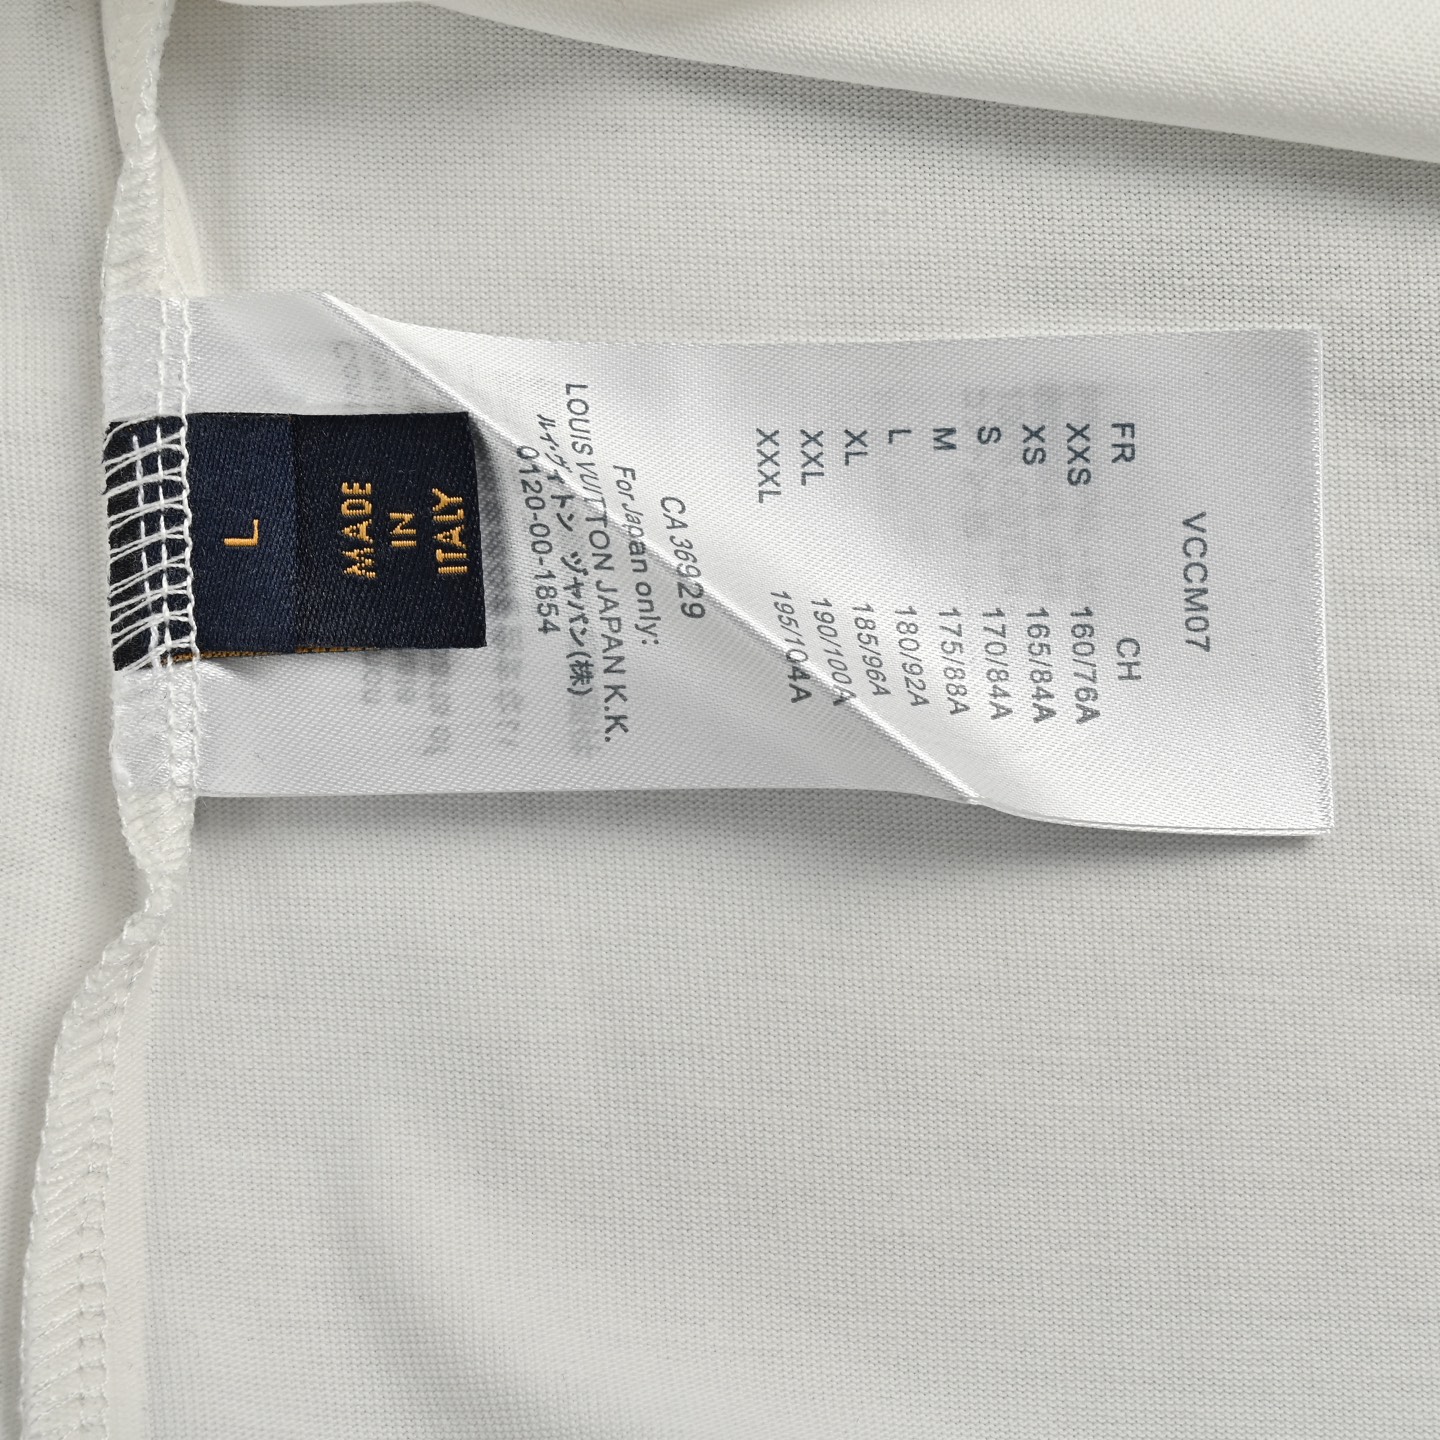 VCCM07
FR CH
XXS 160/76A
XS 165/84A
S 170/84A
M 175/88A
L 180/92A
XL 185/96A
XXL 190/100A
XXXL 195/104A
CA 36929
For Japan only:
LOUIS VUITTON JAPAN K.K.
ルイ・ヴィトン ジャパン(株)
0120-00-1854
L
MADE
IN
ITALY